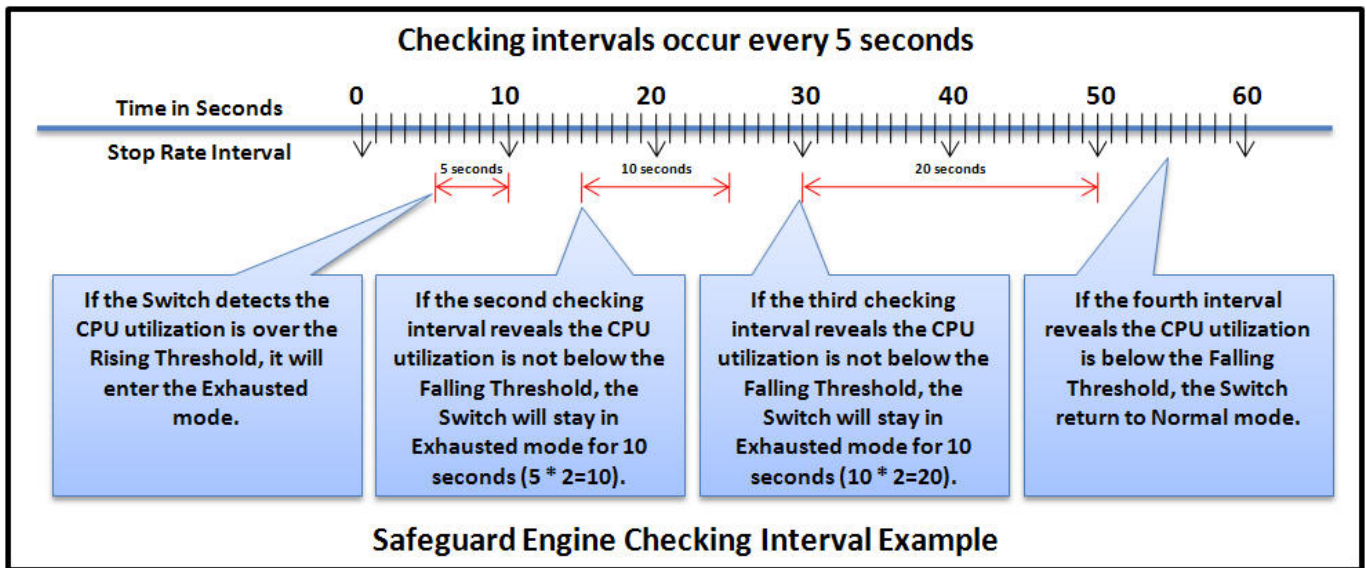 Checking intervals occur every 5 seconds
Time in Seconds
0 10 20 30 40 50 60
Stop Rate Interval
5 seconds
10 seconds
20 seconds
If the Switch detects the
CPU utilization is over the
Rising Threshold, it will
enter the Exhausted
mode.
If the second checking
interval reveals the CPU
utilization is not below the
Falling Threshold, the
Switch will stay in
Exhausted mode for 10
seconds (5 * 2=10).
If the third checking
interval reveals the CPU
utilization is not below the
Falling Threshold, the
Switch will stay in
Exhausted mode for 10
seconds (10 * 2=20).
If the fourth interval
reveals the CPU utilization
is below the Falling
Threshold, the Switch
return to Normal mode.
Safeguard Engine Checking Interval Example